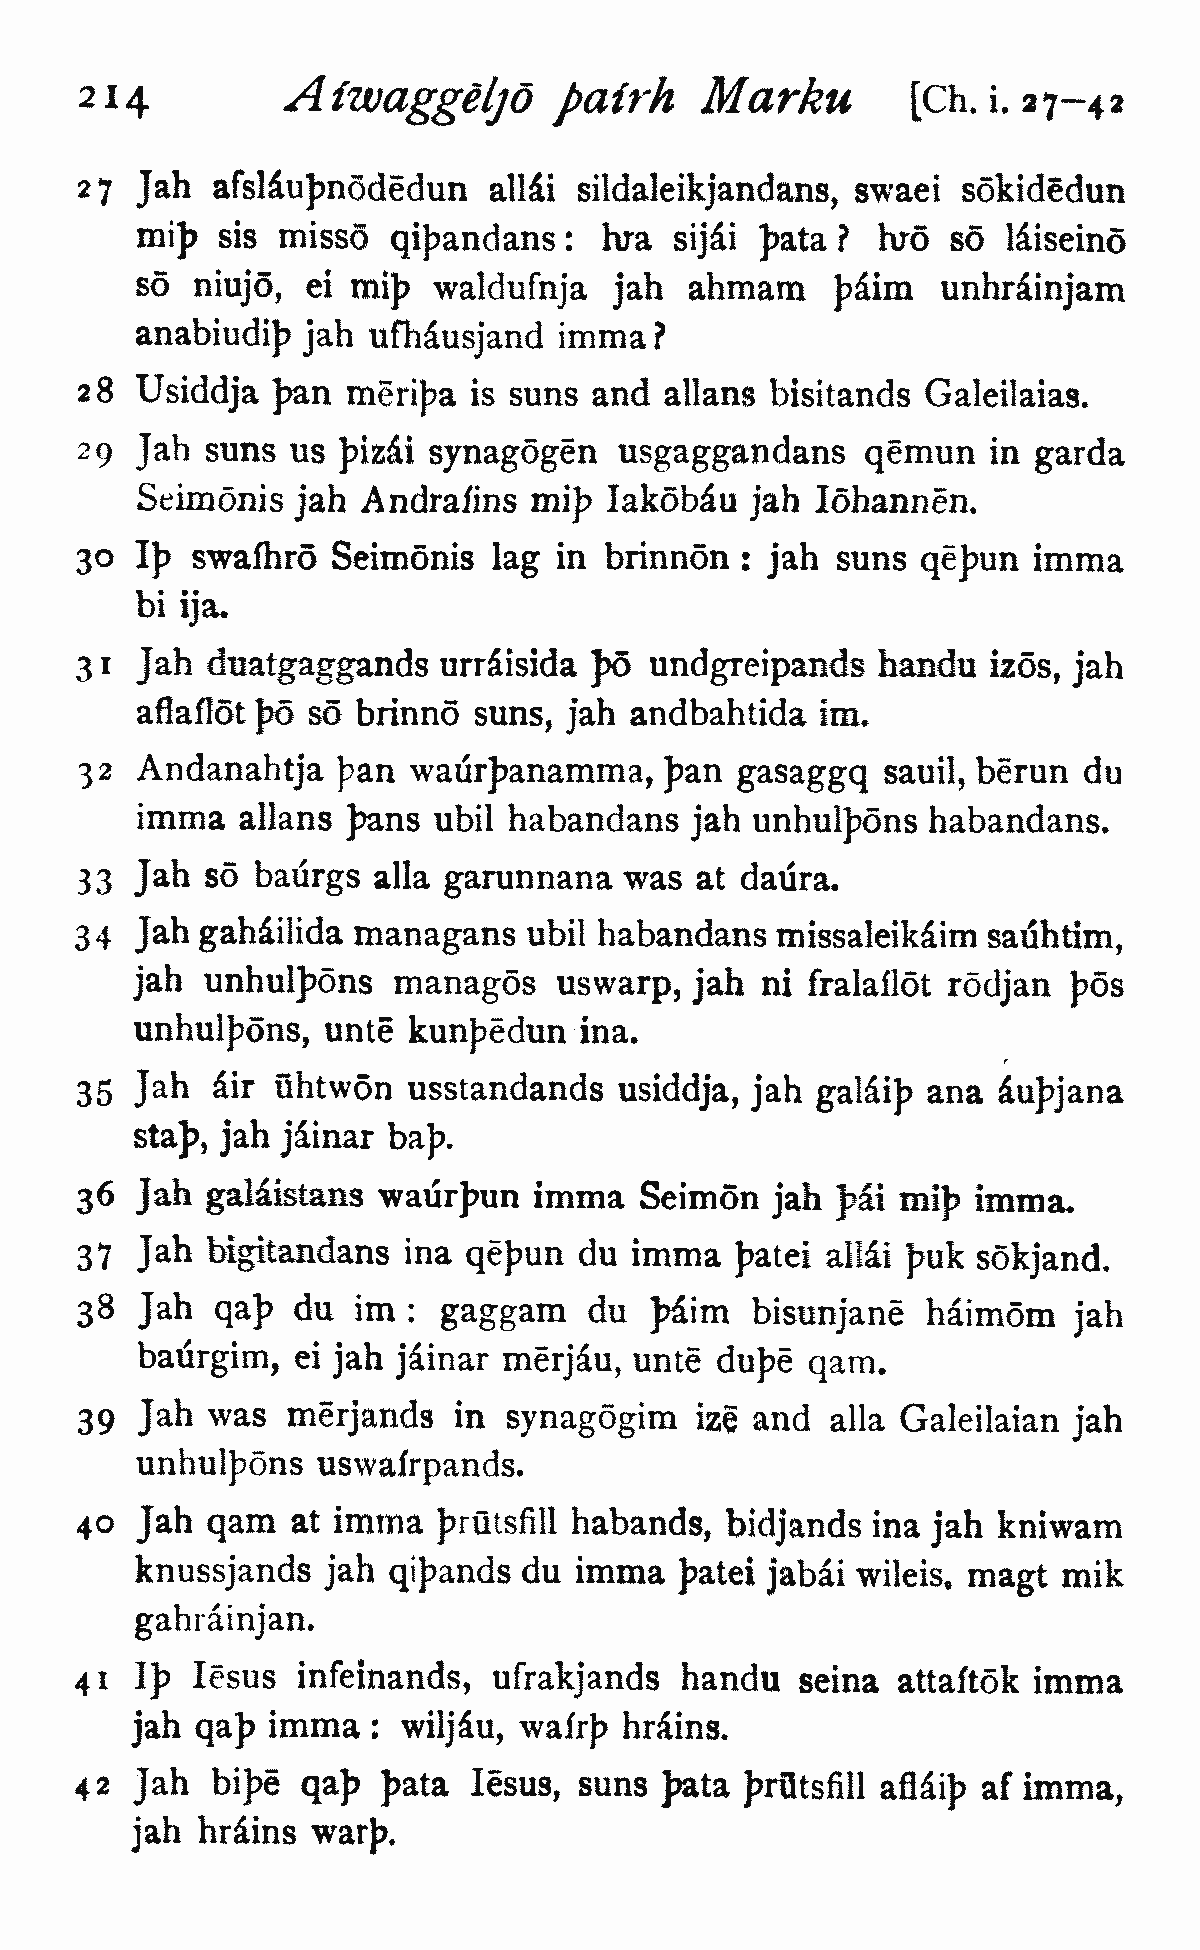 214 Aíwaggēljō þaírh Marku [Ch. i. 27–42
27 Jah afsláuþnōdēdun allái sildaleikjandans, swaei sōkidēdun
miþ sis missō qiþandans: ƕa sijái þata? ƕō sō láiseinō
sō niujō, ei miþ waldufnja jah ahmam þáim unhráinjam
anabiudiþ jah ufháusjand imma?
28 Usiddja þan mēriþa is suns and allans bisitands Galeilaias.
29 Jah suns us þizái synagōgēn usgaggandans qēmun in garda
Seimōnis jah Andraíins miþ Iakōbáu jah Iōhannēn.
30 Iþ swaíhrō Seimōnis lag in brinnōn: jah suns qēþun imma
bi ija.
31 Jah duatgaggands urráisida þō undgreipands handu izōs, jah
aflaílōt þō sō brinnō suns, jah andbahtida im.
32 Andanahtja þan waúrþanamma, þan gasaggq sauil, bērun du
imma allans þans ubil habandans jah unhulþōns habandans.
33 Jah sō baúrgs alla garunnana was at daúra.
34 Jah gaháilida managans ubil habandans missaleikáim saúhtim,
jah unhulþōns managōs uswarp, jah ni fralaílōt rōdjan þōs
unhulþōns, untē kunþēdun ina.
35 Jah áir ūhtwōn usstandands usiddja, jah galáiþ ana áuþjana
staþ, jah jáinar baþ.
36 Jah galáistans waúrþun imma Seimōn jah þái miþ imma.
37 Jah bigitandans ina qēþun du imma þatei allái þuk sōkjand.
38 Jah qaþ du im: gaggam du þáim bisunjanē háimōm jah
baúrgim, ei jah jáinar mērjáu, untē duþē qam.
39 Jah was mērjands in synagōgim izē and alla Galeilaian jah
unhulþōns uswaírpands.
40 Jah qam at imma þrūtsfill habands, bidjands ina jah kniwam
knussjands jah qiþands du imma þatei jabái wileis, magt mik
gahráinjan.
41 Iþ Iēsus infeinands, ufrakjands handu seina attaítōk imma
jah qaþ imma: wiljáu, waírþ hráins.
42 Jah biþē qaþ þata Iēsus, suns þata þrūtsfill afláiþ af imma,
jah hráins warþ.